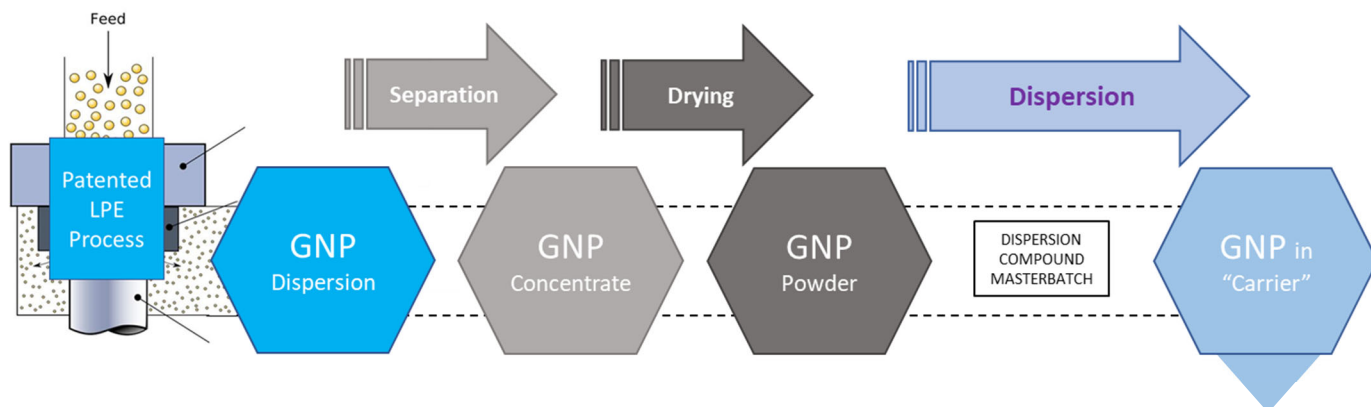 Feed
Separation
Drying
Dispersion
Patented
LPE
Process
GNP
Dispersion
GNP
Concentrate
GNP
Powder
DISPERSION
COMPOUND
MASTERBATCH
GNP in
“Carrier”